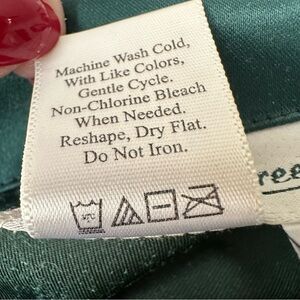 Machine Wash Cold,
With Like Colors,
Gentle Cycle.
Non-Chlorine Bleach
When Needed.
Reshape, Dry Flat.
Do Not Iron.
ree